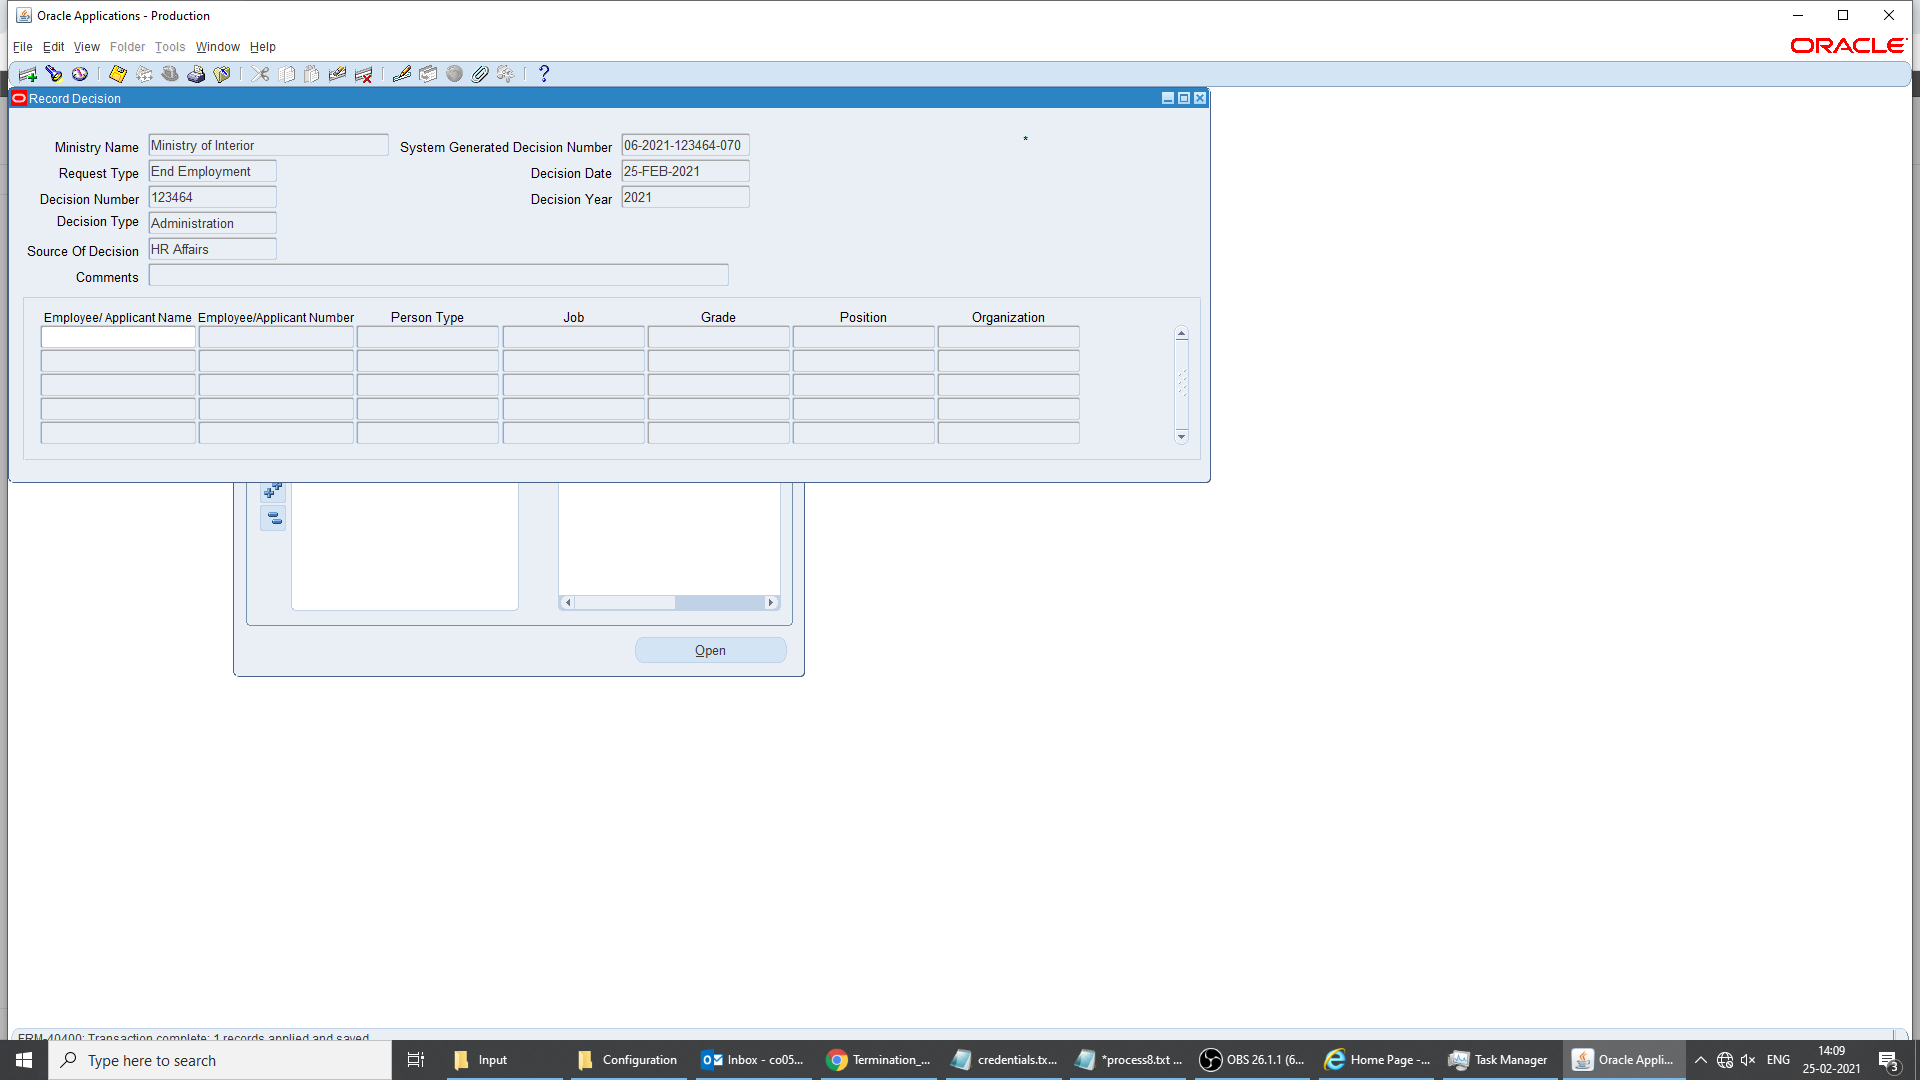 Oracle Applications - Production
File Edit View Folder Tools Window Help
ORACLE
Record Decision
*
Ministry Name Ministry of Interior System Generated Decision Number 06-2021-123464-070
Request Type End Employment Decision Date 25-FEB-2021
Decision Number 123464 Decision Year 2021
Decision Type Administration
Source Of Decision HR Affairs
Comments
Employee/ Applicant Name Employee/Applicant Number Person Type Job Grade Position Organization
Open
FRM-40400: Transaction complete: 1 records applied and saved.
Type here to search Input Configuration Inbox - co05... Termination_... credentials.tx... *process8.txt ... OBS 26.1.1 (6... Home Page -... Task Manager Oracle Appli... ENG 14:09
25-02-2021 3